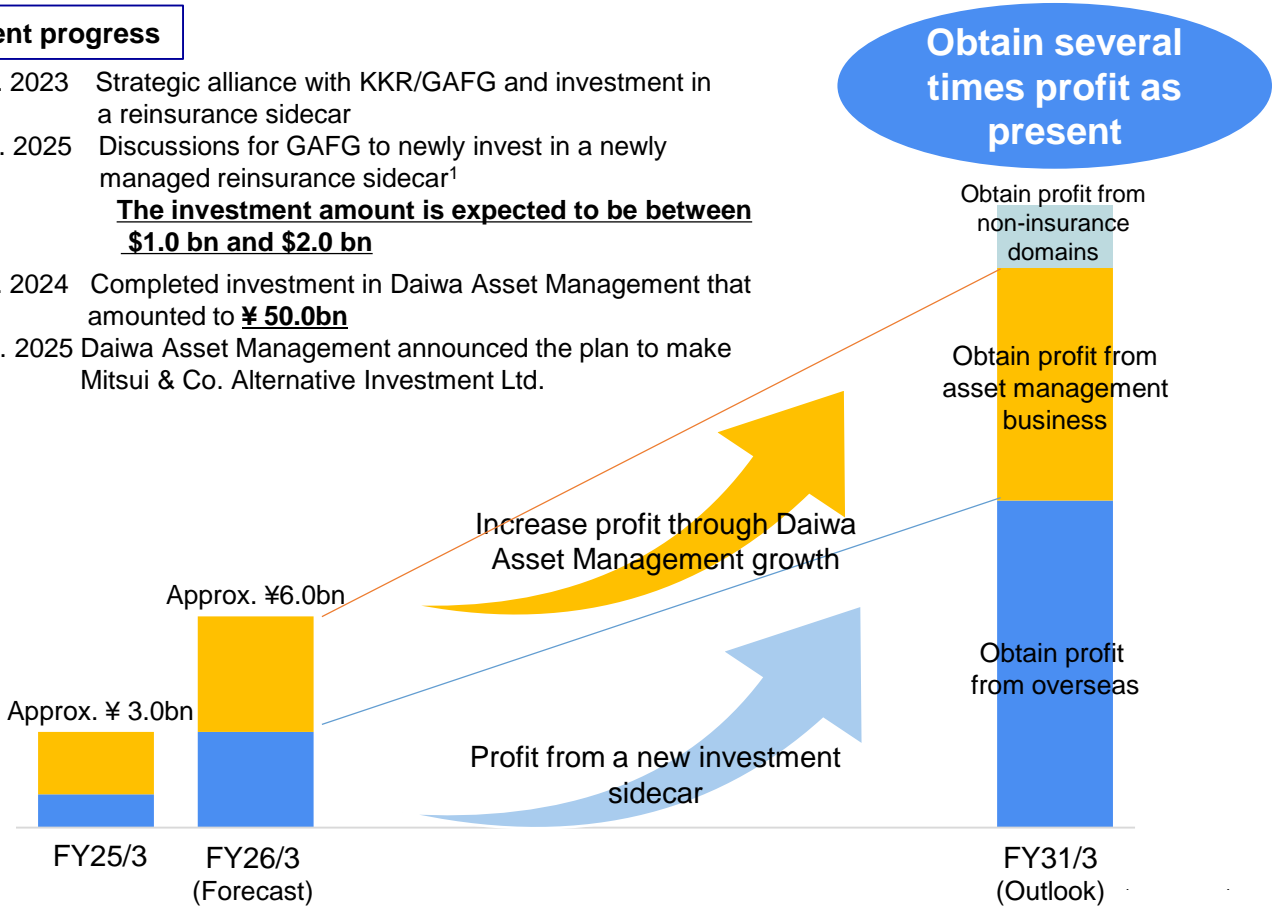 ent progress
. 2023 Strategic alliance with KKR/GAFG and investment in
a reinsurance sidecar
. 2025 Discussions for GAFG to newly invest in a newly
managed reinsurance sidecar1
The investment amount is expected to be between
$1.0 bn and $2.0 bn
. 2024 Completed investment in Daiwa Asset Management that
amounted to ¥ 50.0bn
. 2025 Daiwa Asset Management announced the plan to make
Mitsui & Co. Alternative Investment Ltd.
Obtain several
times profit as
present
Obtain profit from
non-insurance
domains
Obtain profit from
asset management
business
Increase profit through Daiwa
Asset Management growth
Approx. ¥6.0bn
Obtain profit
from overseas
Approx. ¥ 3.0bn
Profit from a new investment
sidecar
FY25/3
FY26/3
(Forecast)
FY31/3
(Outlook)